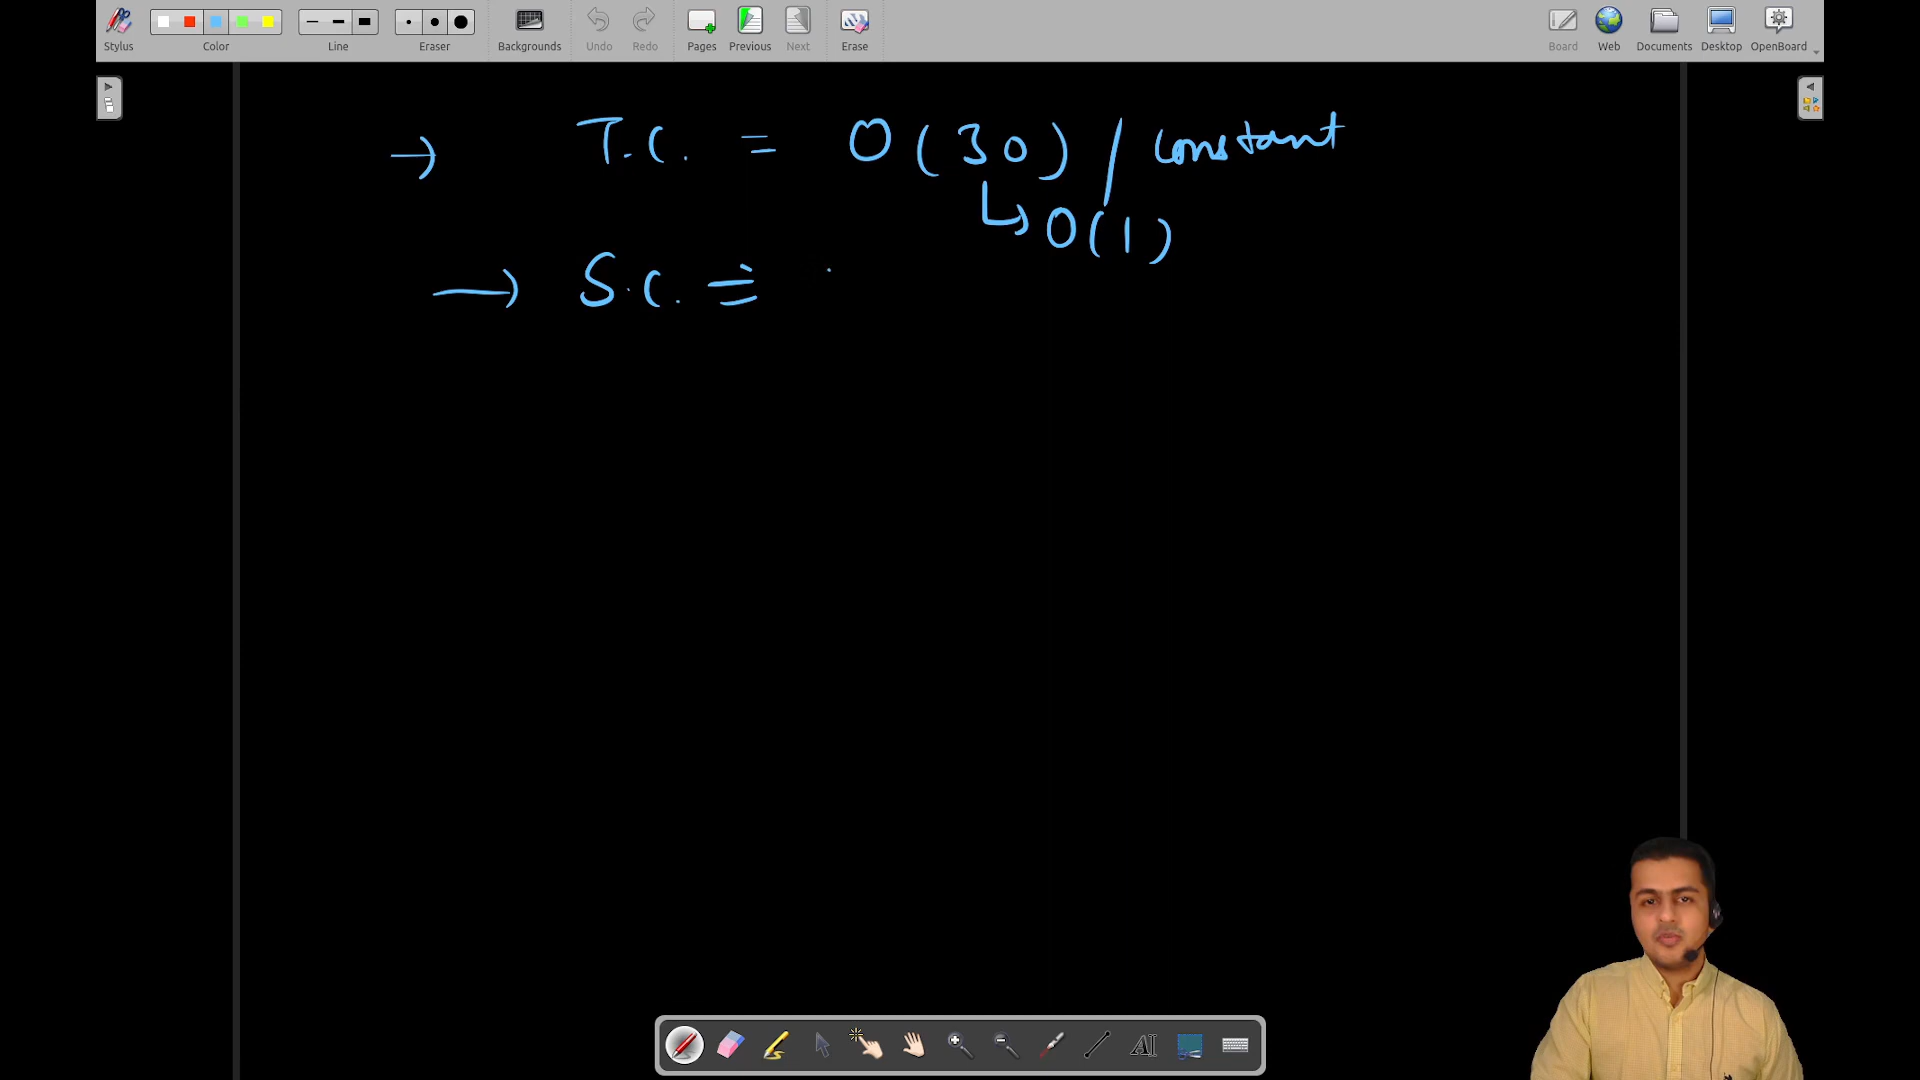 Stylus Color Line Eraser Backgrounds Undo Redo Pages Previous Next Erase Board Web Documents Desktop OpenBoard
→ T.C. = O(30) / constant
↳ O(1)
→ S.C. =